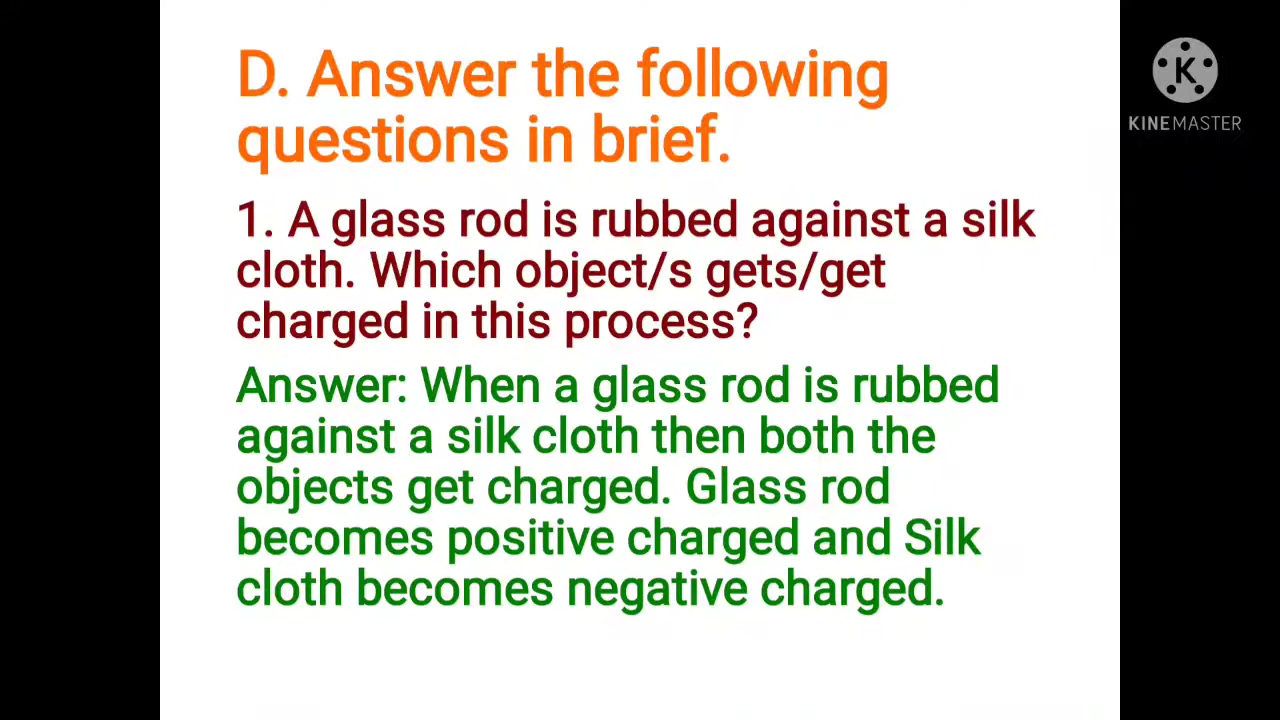 D. Answer the following
questions in brief.
1. A glass rod is rubbed against a silk
cloth. Which object/s gets/get
charged in this process?
Answer: When a glass rod is rubbed
against a silk cloth then both the
objects get charged. Glass rod
becomes positive charged and Silk
cloth becomes negative charged.
K
KINEMASTER